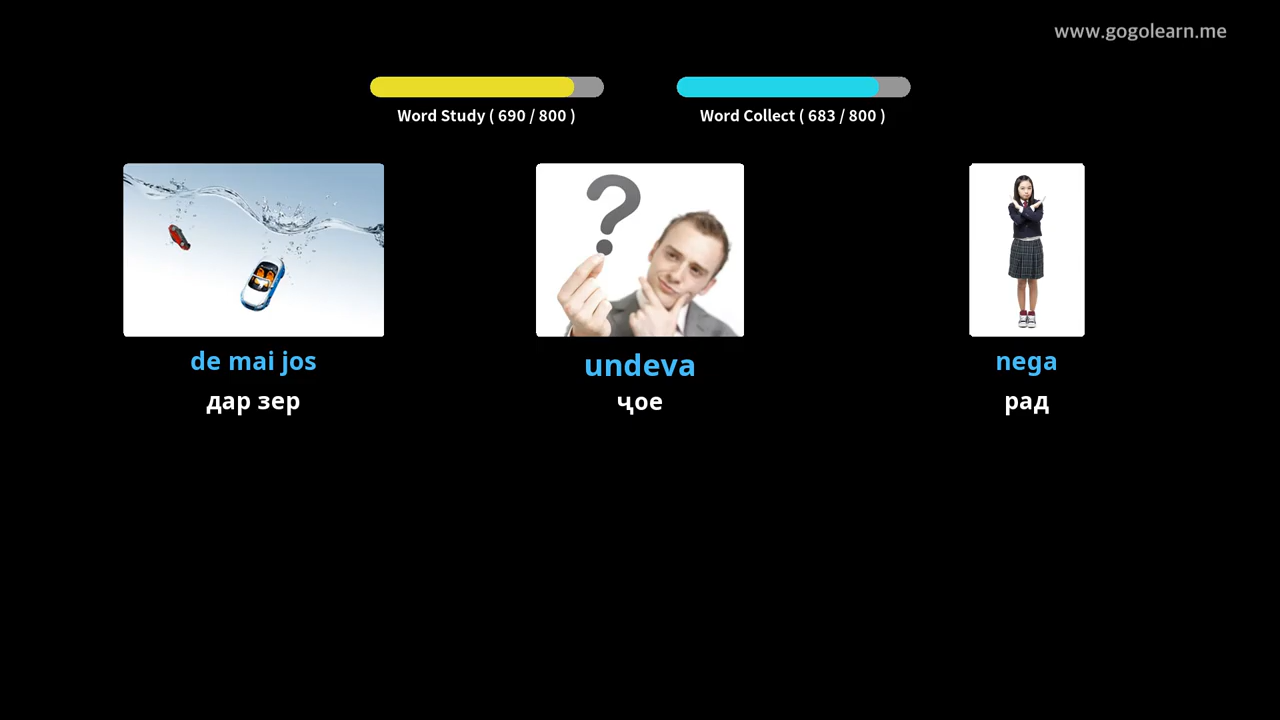 www.gogolearn.me
Word Study ( 690 / 800 )
Word Collect ( 683 / 800 )
de mai jos
undeva
nega
дар зер
ҷое
рад